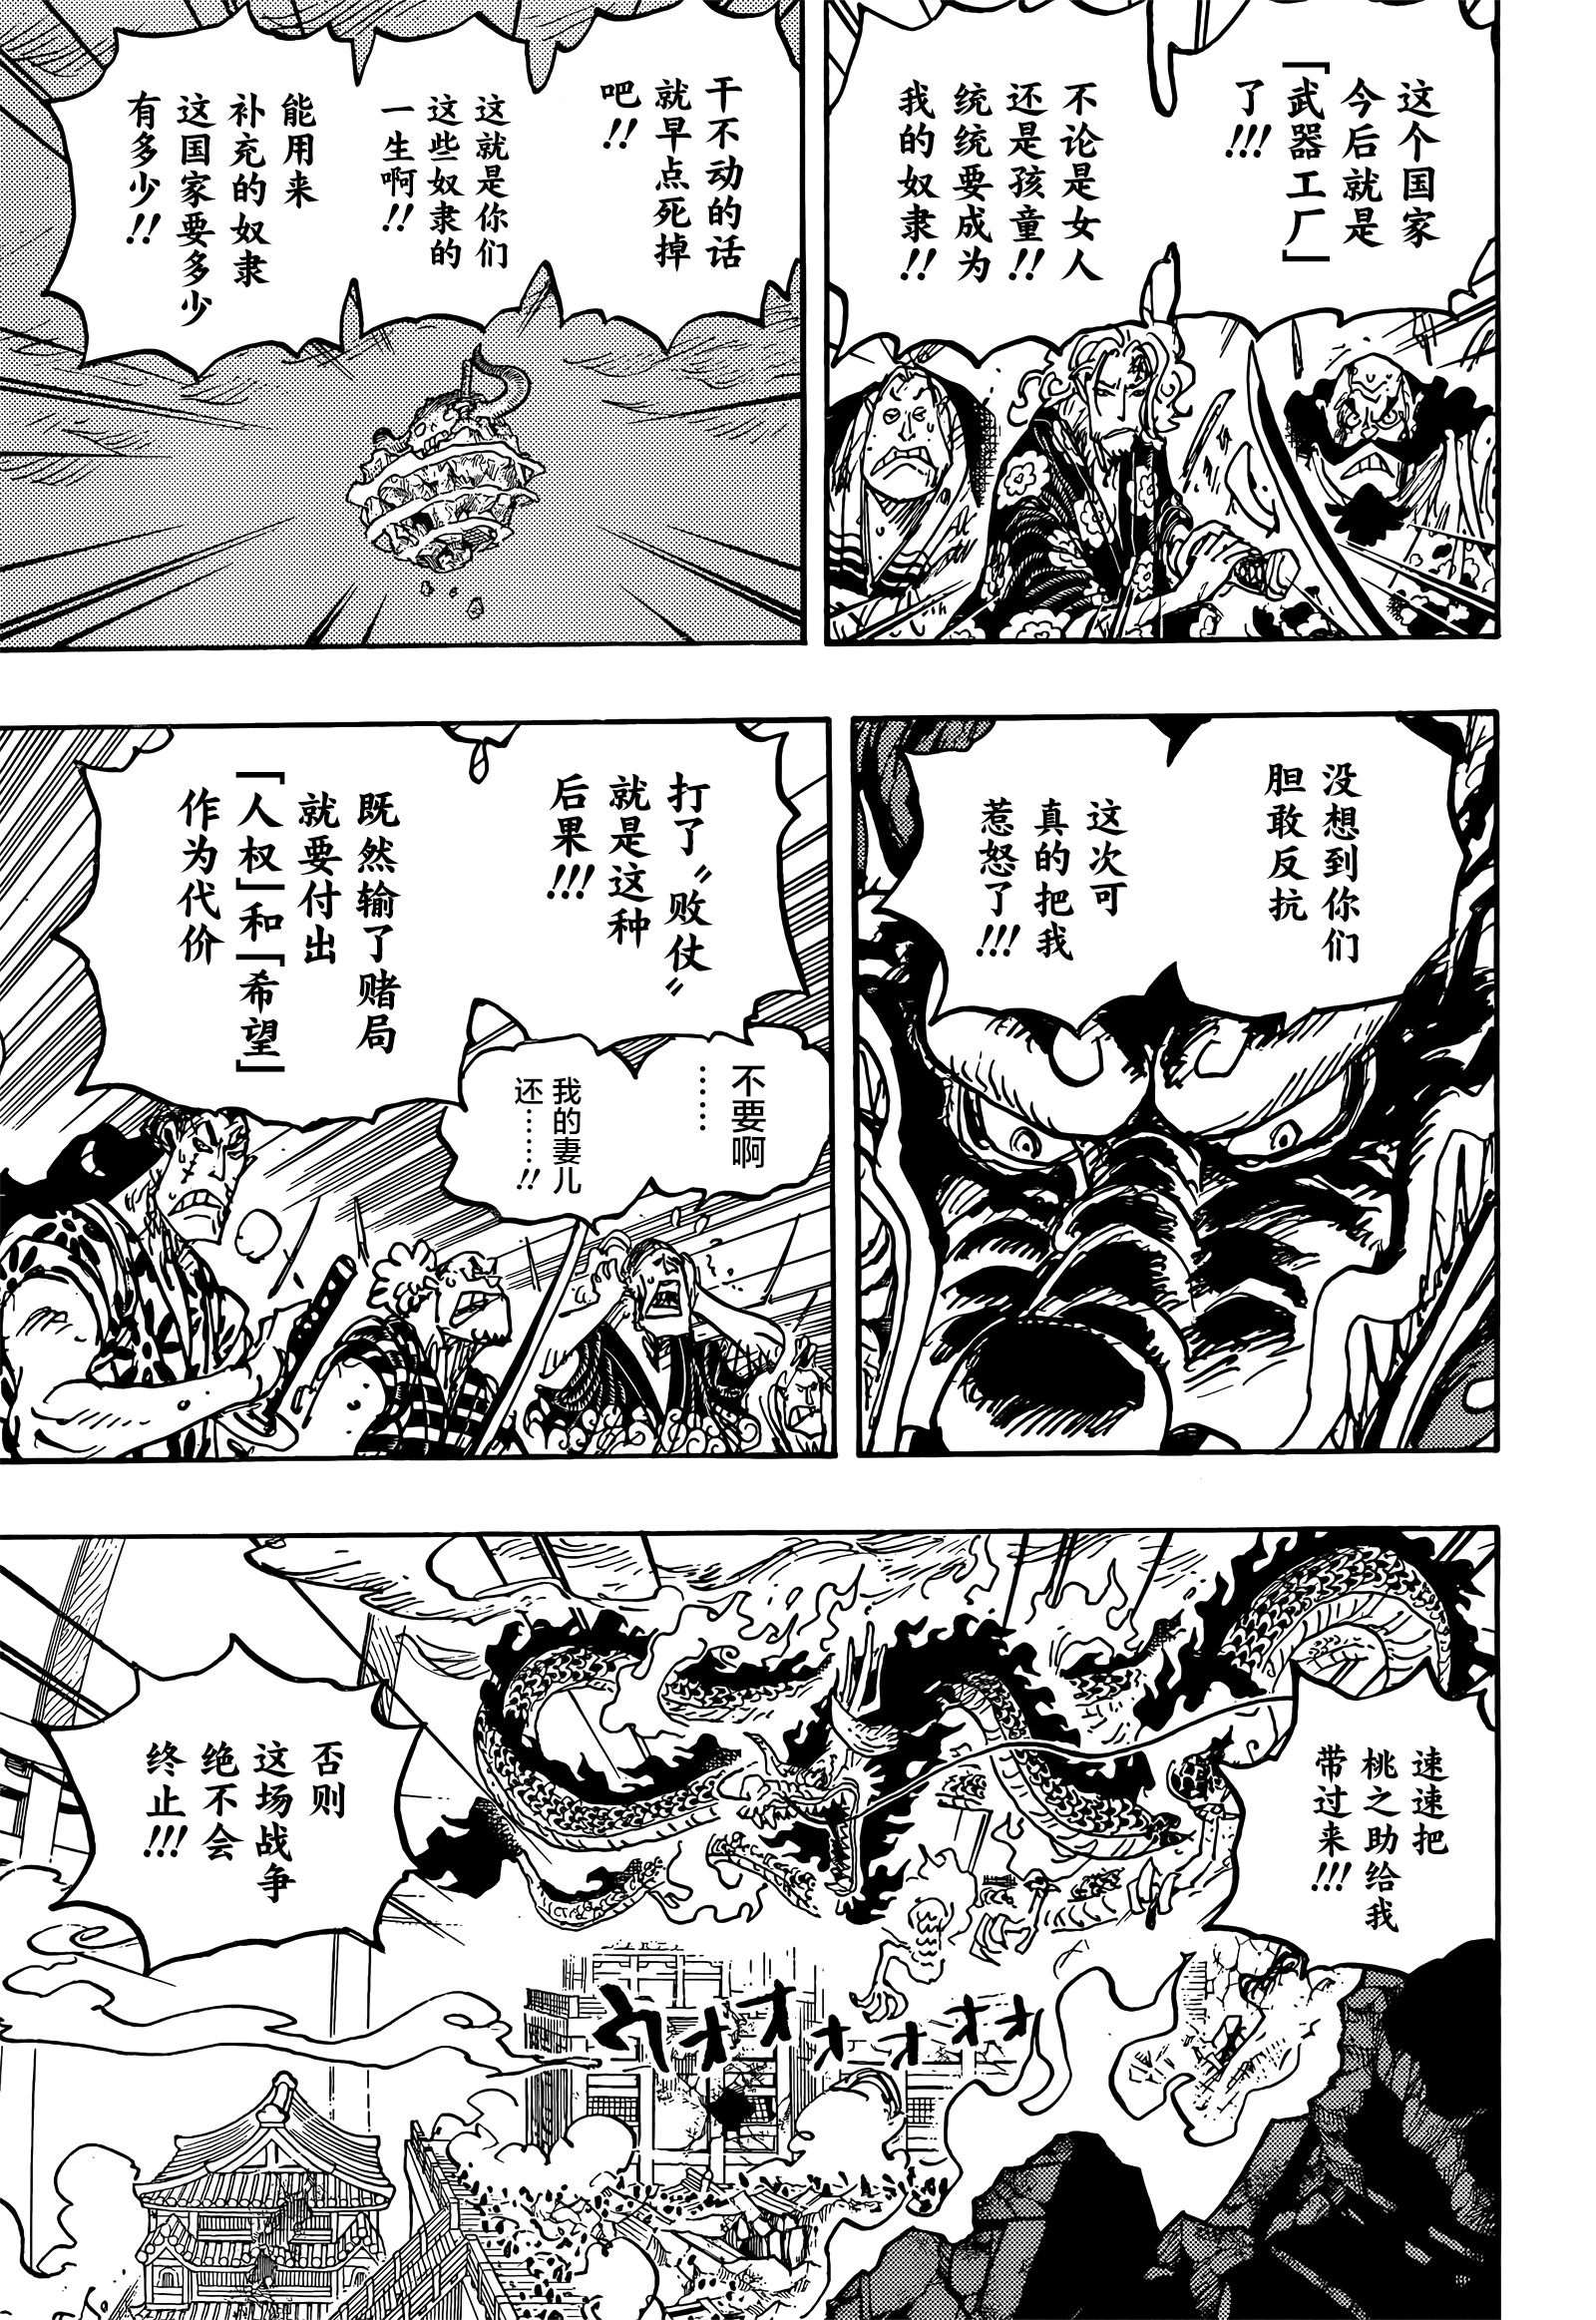 这个国家
今后就是
「武器工厂」
了!!!
不论是女人
还是孩童!!
统统要成为
我的奴隶!!
干不动的话
就早点死掉
吧!!
这就是你们
这些奴隶的
一生啊!!
能用来
补充的奴隶
这国家要多少
有多少!!
没想到你们
胆敢反抗
这次可
真的把我
惹怒了!!!
打了〝败仗〞
就是这种
后果!!!
既然输了赌局
就要付出
「人权」和「希望」
作为代价
不要啊
……
我的妻儿
还……!!
速速把
桃之助给我
带过来!!!
否则
这场战争
绝不会
终止!!!
ウオオオオオオ